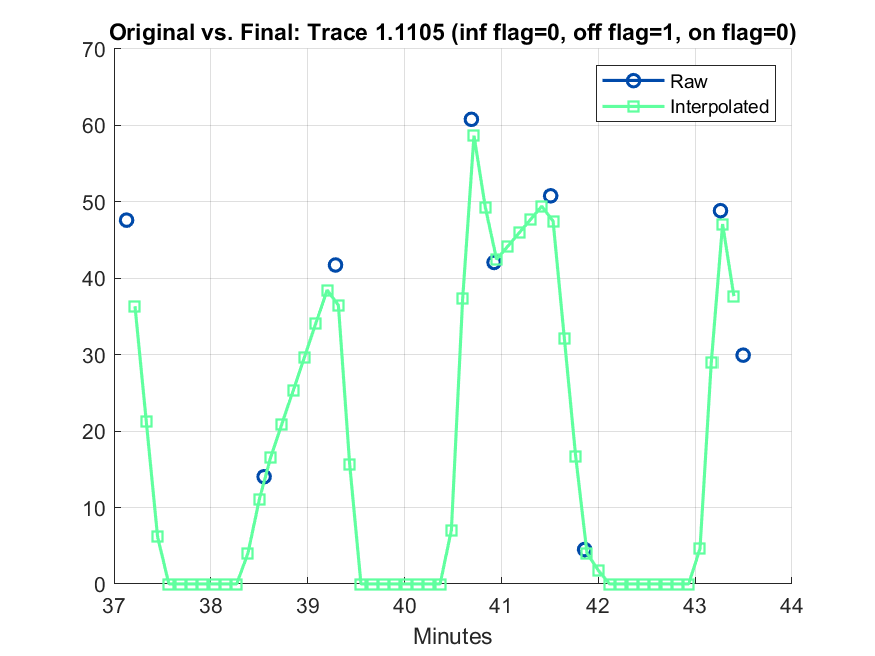 Original vs. Final: Trace 1.1105 (inf flag=0, off flag=1, on flag=0)
70
60
50
40
30
20
10
0
Raw
Interpolated
37 38 39 40 41 42 43 44
Minutes